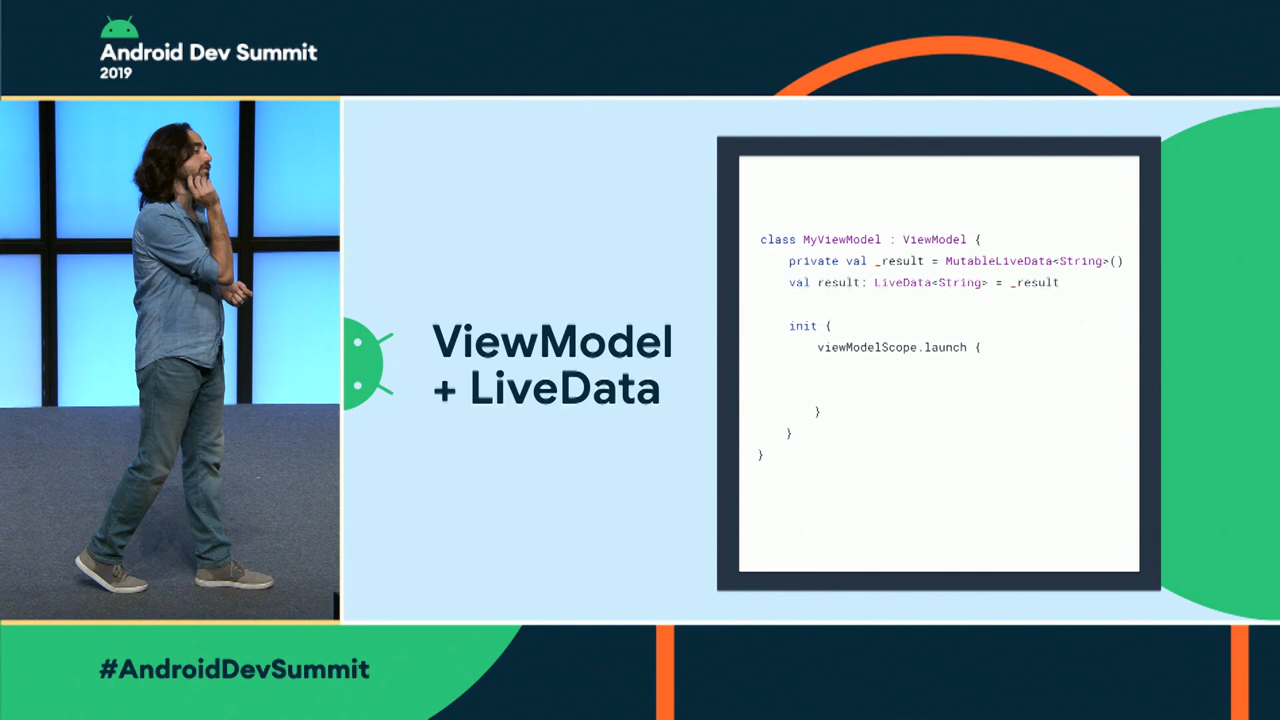 Android Dev Summit
2019
ViewModel
+ LiveData
class MyViewModel : ViewModel {
    private val _result = MutableLiveData<String>()
    val result: LiveData<String> = _result

    init {
        viewModelScope.launch {

        }
    }
}
#AndroidDevSummit